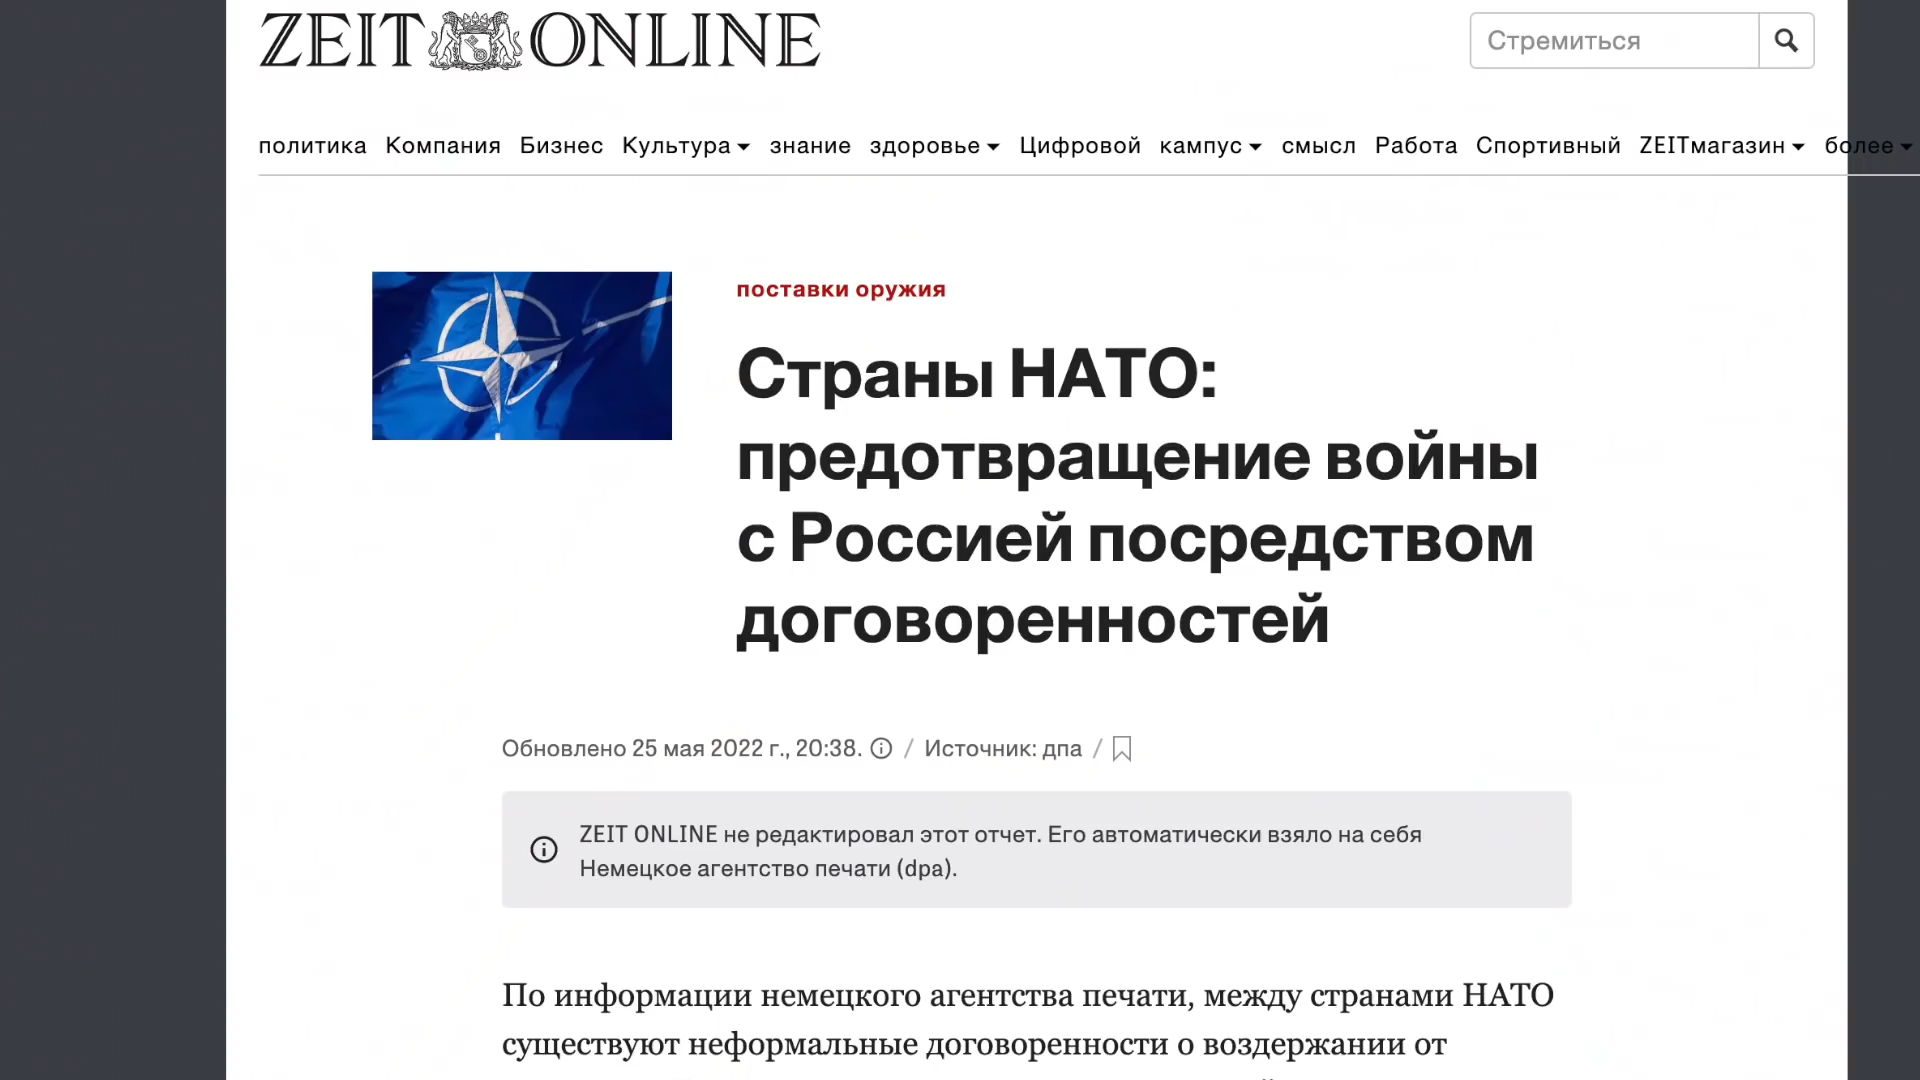 ZEIT ONLINE
Стремиться
политика Компания Бизнес Культура знание здоровье Цифровой кампус смысл Работа Спортивный ZEITмагазин более
поставки оружия
Страны НАТО:
предотвращение войны
с Россией посредством
договоренностей
Обновлено 25 мая 2022 г., 20:38. / Источник: дпа /
ZEIT ONLINE не редактировал этот отчет. Его автоматически взяло на себя
Немецкое агентство печати (dpa).
По информации немецкого агентства печати, между странами НАТО
существуют неформальные договоренности о воздержании от